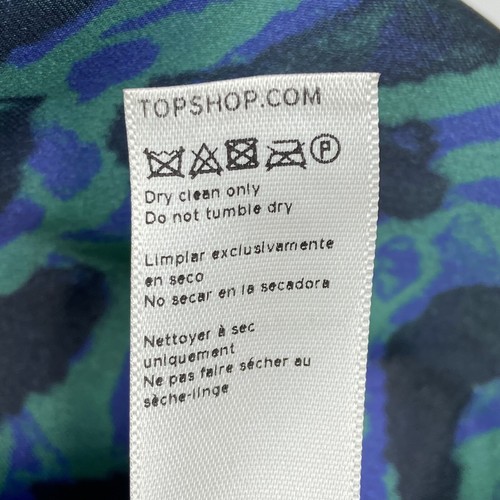 TOPSHOP.COM
P
Dry clean only
Do not tumble dry
Limpiar exclusivamente
en seco
No secar en la secadora
Nettoyer à sec
uniquement
Ne pas faire sécher au
sèche-linge